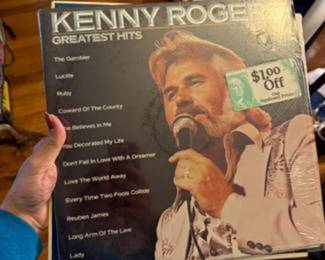 KENNY ROGER
GREATEST HITS
The Gambler
Lucille
Ruby
Coward Of The County
She Believes In Me
You Decorated My Life
Don't Fall In Love With A Dreamer
Love The World Away
Every Time Two Fools Collide
Reuben James
Long Arm Of The Law
Lady
$1.00
Off